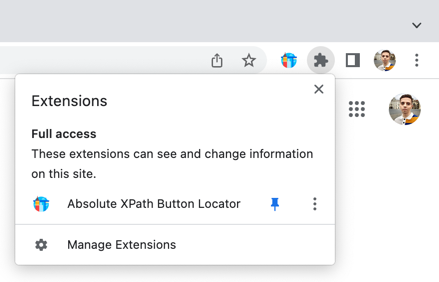 Extensions
Full access
These extensions can see and change information
on this site.
Absolute XPath Button Locator
Manage Extensions